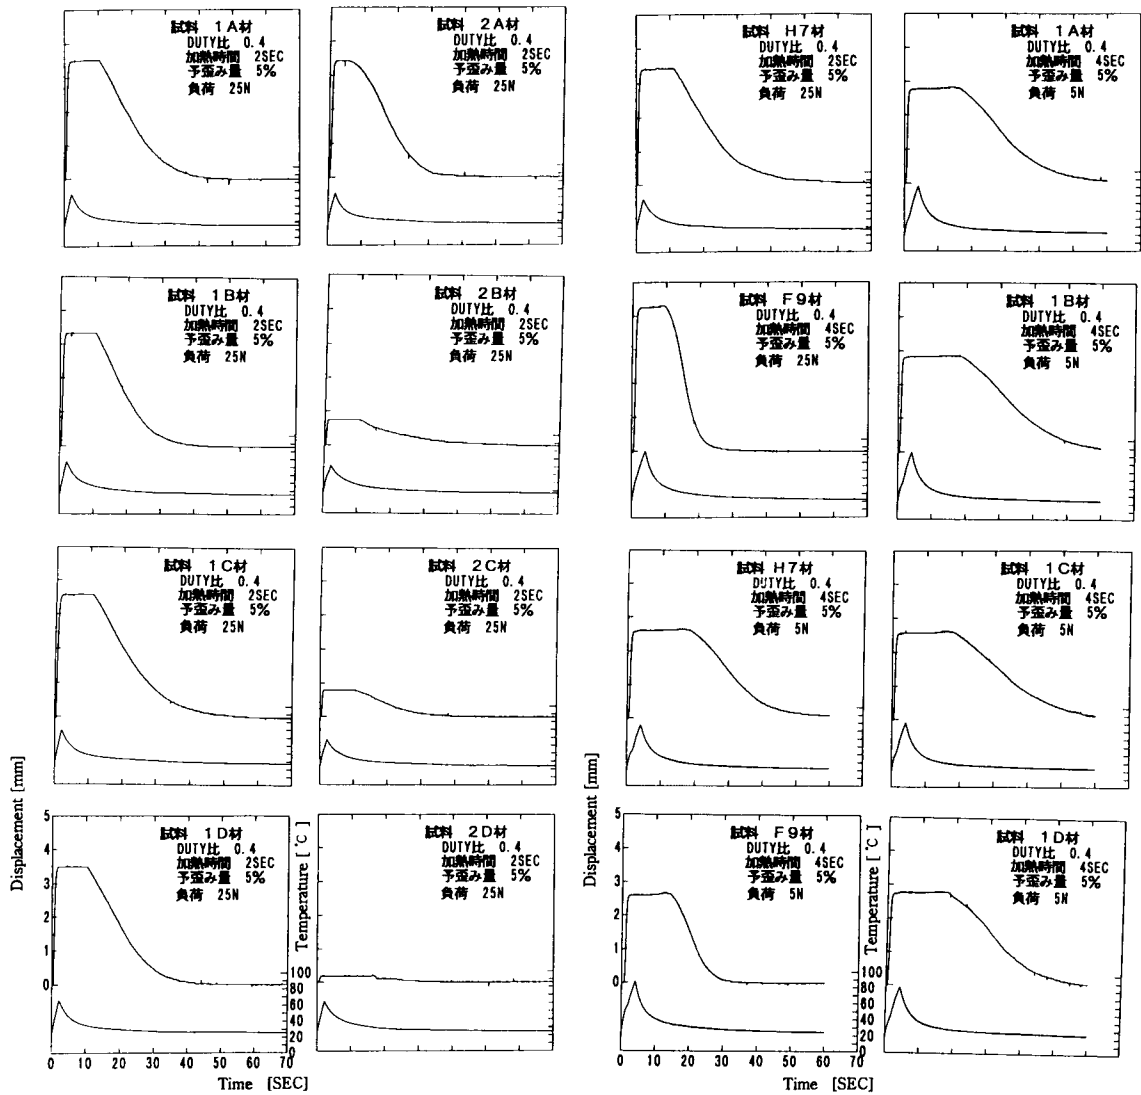 試料 1A材
DUTY比 0.4
加熱時間 2SEC
予歪み量 5%
負荷 25N
試料 2A材
DUTY比 0.4
加熱時間 2SEC
予歪み量 5%
負荷 25N
試料 H7材
DUTY比 0.4
加熱時間 2SEC
予歪み量 5%
負荷 25N
試料 1A材
DUTY比 0.4
加熱時間 4SEC
予歪み量 5%
負荷 5N
試料 1B材
DUTY比 0.4
加熱時間 2SEC
予歪み量 5%
負荷 25N
試料 2B材
DUTY比 0.4
加熱時間 2SEC
予歪み量 5%
負荷 25N
試料 F9材
DUTY比 0.4
加熱時間 4SEC
予歪み量 5%
負荷 25N
試料 1B材
DUTY比 0.4
加熱時間 4SEC
予歪み量 5%
負荷 5N
試料 1C材
DUTY比 0.4
加熱時間 2SEC
予歪み量 5%
負荷 25N
試料 2C材
DUTY比 0.4
加熱時間 2SEC
予歪み量 5%
負荷 25N
試料 H7材
DUTY比 0.4
加熱時間 4SEC
予歪み量 5%
負荷 5N
試料 1C材
DUTY比 0.4
加熱時間 4SEC
予歪み量 5%
負荷 5N
試料 1D材
DUTY比 0.4
加熱時間 2SEC
予歪み量 5%
負荷 25N
試料 2D材
DUTY比 0.4
加熱時間 2SEC
予歪み量 5%
負荷 25N
試料 F9材
DUTY比 0.4
加熱時間 4SEC
予歪み量 5%
負荷 5N
試料 1D材
DUTY比 0.4
加熱時間 4SEC
予歪み量 5%
負荷 5N
Displacement [mm]
5
4
3
2
1
0
Temperature [°C]
100
80
60
40
20
0
0 10 20 30 40 50 60 70
Time [SEC]
Displacement [mm]
5
4
3
2
1
0
Temperature [°C]
100
80
60
40
20
0
0 10 20 30 40 50 60 70
Time [SEC]